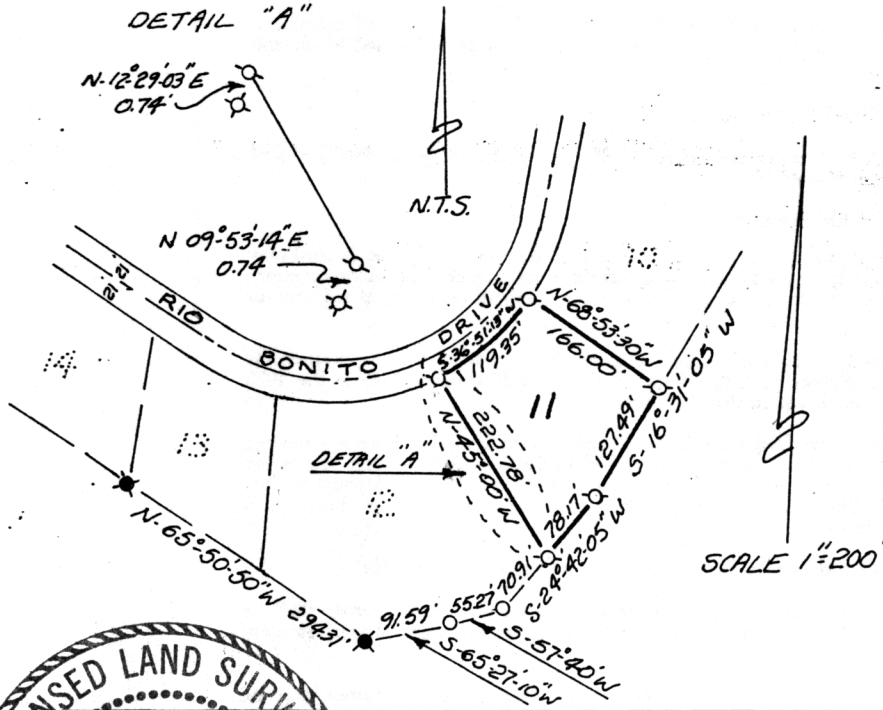 DETAIL "A"
N-12°29'03"E
0.74'
N.T.S.
N 09°-53'-14"E
0.74'
10
21' 21'
RIO BONITO DRIVE
S-36°-51'-13"W
119.35'
N-68°-53'-30"W
166.00'
11
127.49'
S-16°-31'-05"W
14
13
12
DETAIL "A"
222.78'
N-45°-00'W
78.17'
S-24°-42'-05"W
SCALE 1"=200'
N-65°-50'-50"W 294.31'
91.59'
55.27'
70.91'
S-57°-40'W
S-65°-27'-10"W
LAND